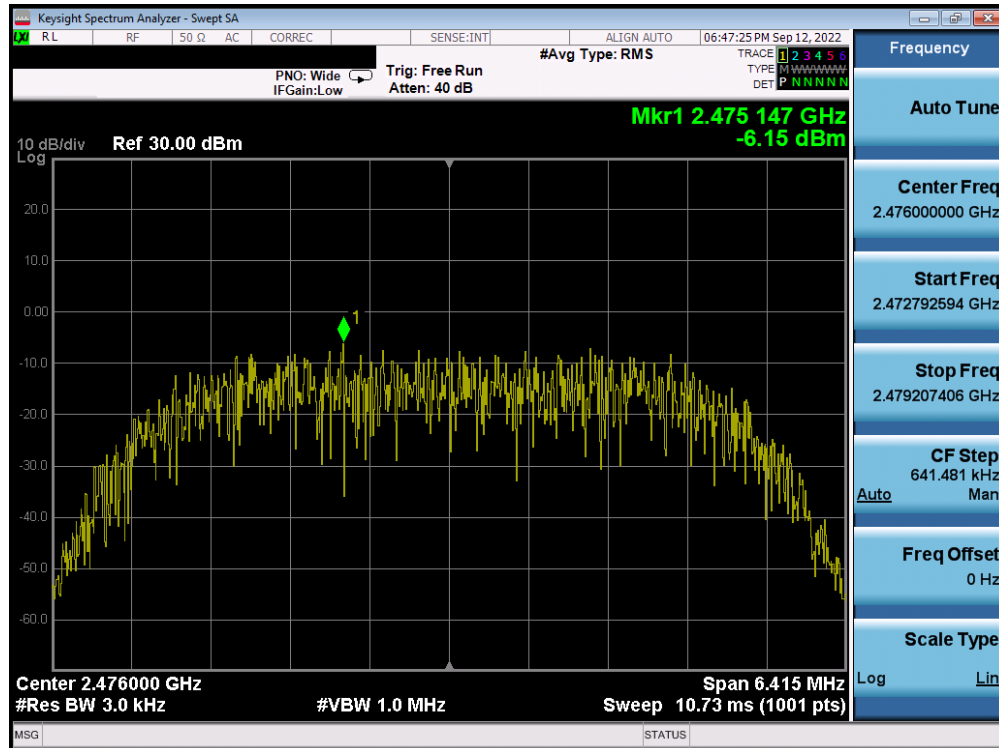 Keysight Spectrum Analyzer - Swept SA
LXI RL RF 50 Ω AC CORREC SENSE:INT ALIGN AUTO 06:47:25 PM Sep 12, 2022
PNO: Wide
IFGain:Low
Trig: Free Run
Atten: 40 dB
#Avg Type: RMS
TRACE 1 2 3 4 5 6
TYPE M WWWWW
DET P N N N N N
Mkr1 2.475 147 GHz
-6.15 dBm
10 dB/div
Log
Ref 30.00 dBm
20.0
10.0
0.00
-10.0
-20.0
-30.0
-40.0
-50.0
-60.0
1
Center 2.476000 GHz
Span 6.415 MHz
#Res BW 3.0 kHz
#VBW 1.0 MHz
Sweep 10.73 ms (1001 pts)
MSG
STATUS
Frequency
Auto Tune
Center Freq
2.476000000 GHz
Start Freq
2.472792594 GHz
Stop Freq
2.479207406 GHz
CF Step
641.481 kHz
Auto Man
Freq Offset
0 Hz
Scale Type
Log Lin